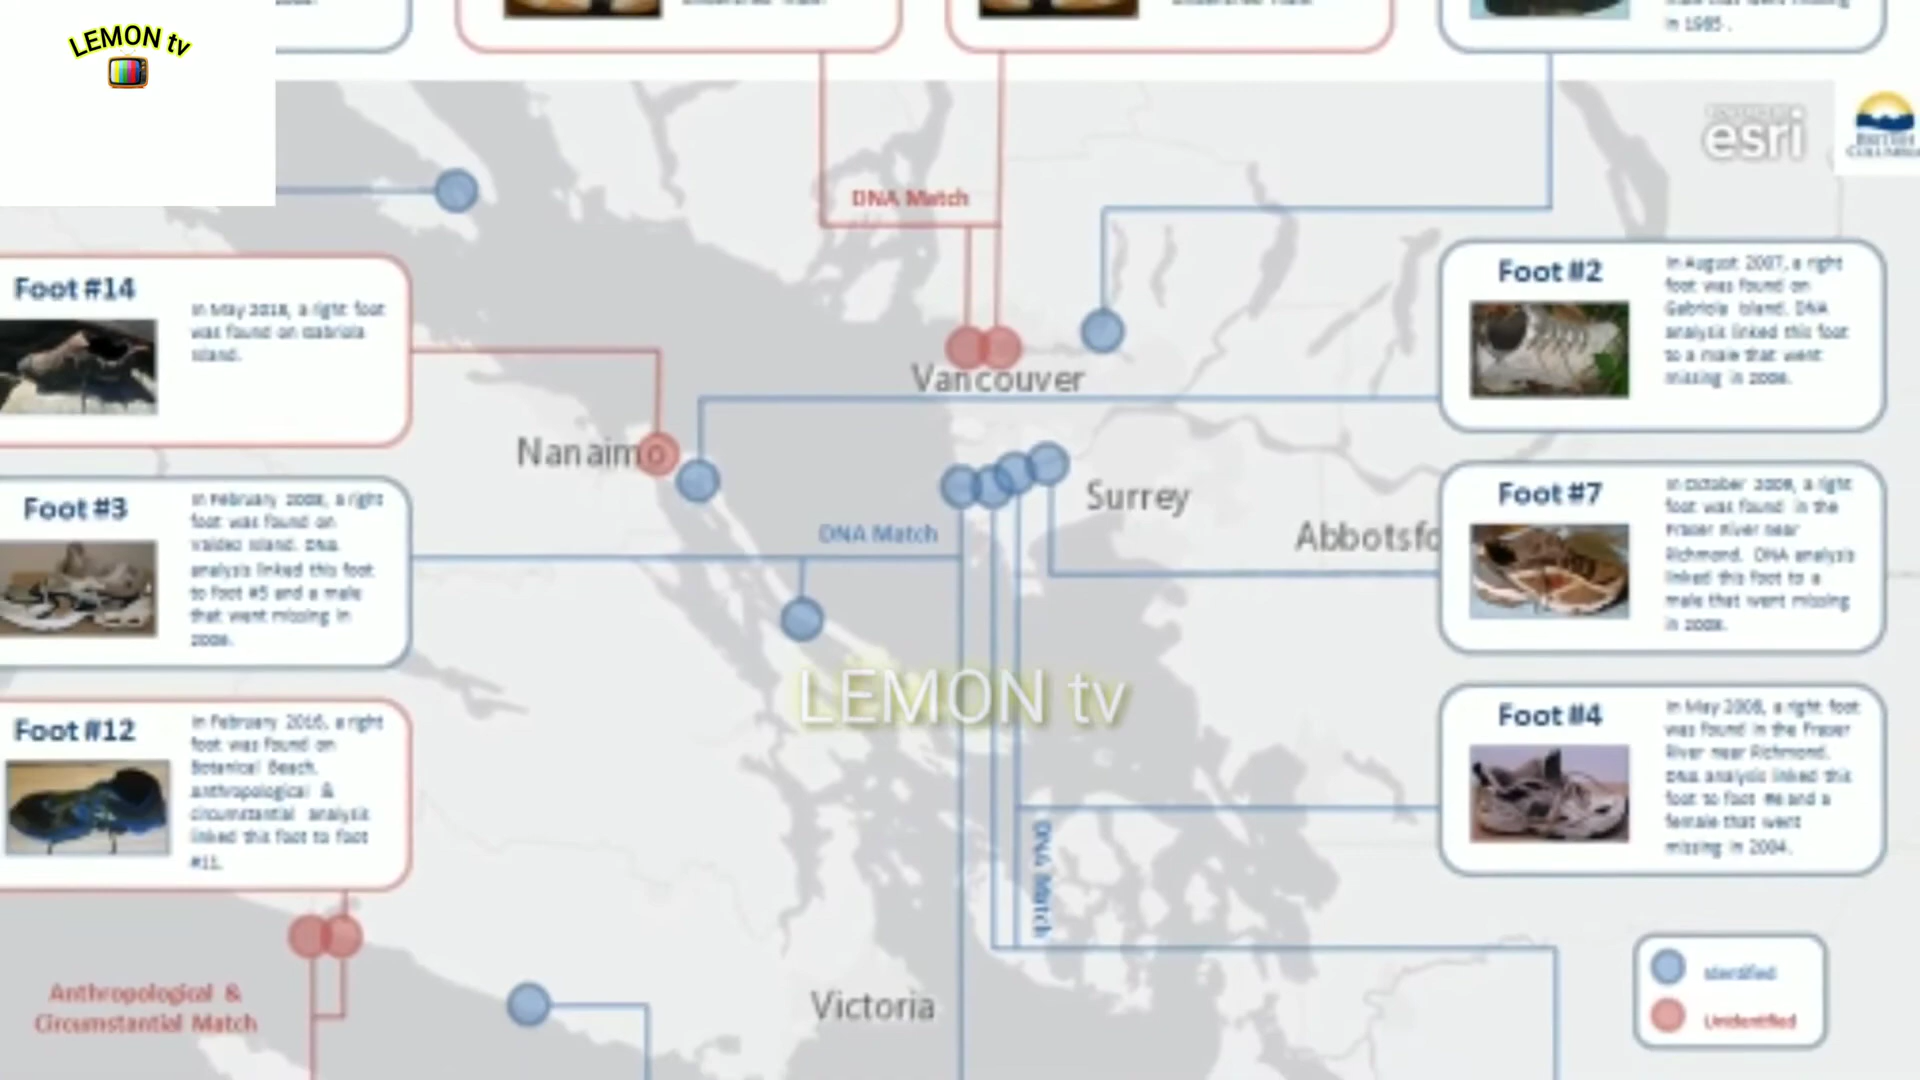 LEMON tv
in 1985.
esri
DNA Match
Foot #14
In May 2018, a right foot
was found on Gabriola
Island.
Foot #2
In August 2007, a right
foot was found on
Gabriola Island. DNA
analysis linked this foot
to a male that went
missing in 2006.
Vancouver
Nanaimo
Surrey
Abbotsfo
DNA Match
Foot #3
In February 2008, a right
foot was found on
Valdez Island. DNA
analysis linked this foot
to foot #5 and a male
that went missing in
2006.
Foot #7
In October 2009, a right
foot was found in the
Fraser River near
Richmond. DNA analysis
linked this foot to a
male that went missing
in 2008.
LEMON tv
Foot #12
In February 2016, a right
foot was found on
Botanical Beach.
anthropological &
circumstantial analysis
linked this foot to foot
#11.
Foot #4
In May 2008, a right foot
was found in the Fraser
River near Richmond.
DNA analysis linked this
foot to foot #6 and a
female that went
missing in 2004.
DNA Match
Anthropological &
Circumstantial Match
Victoria
Identified
Unidentified